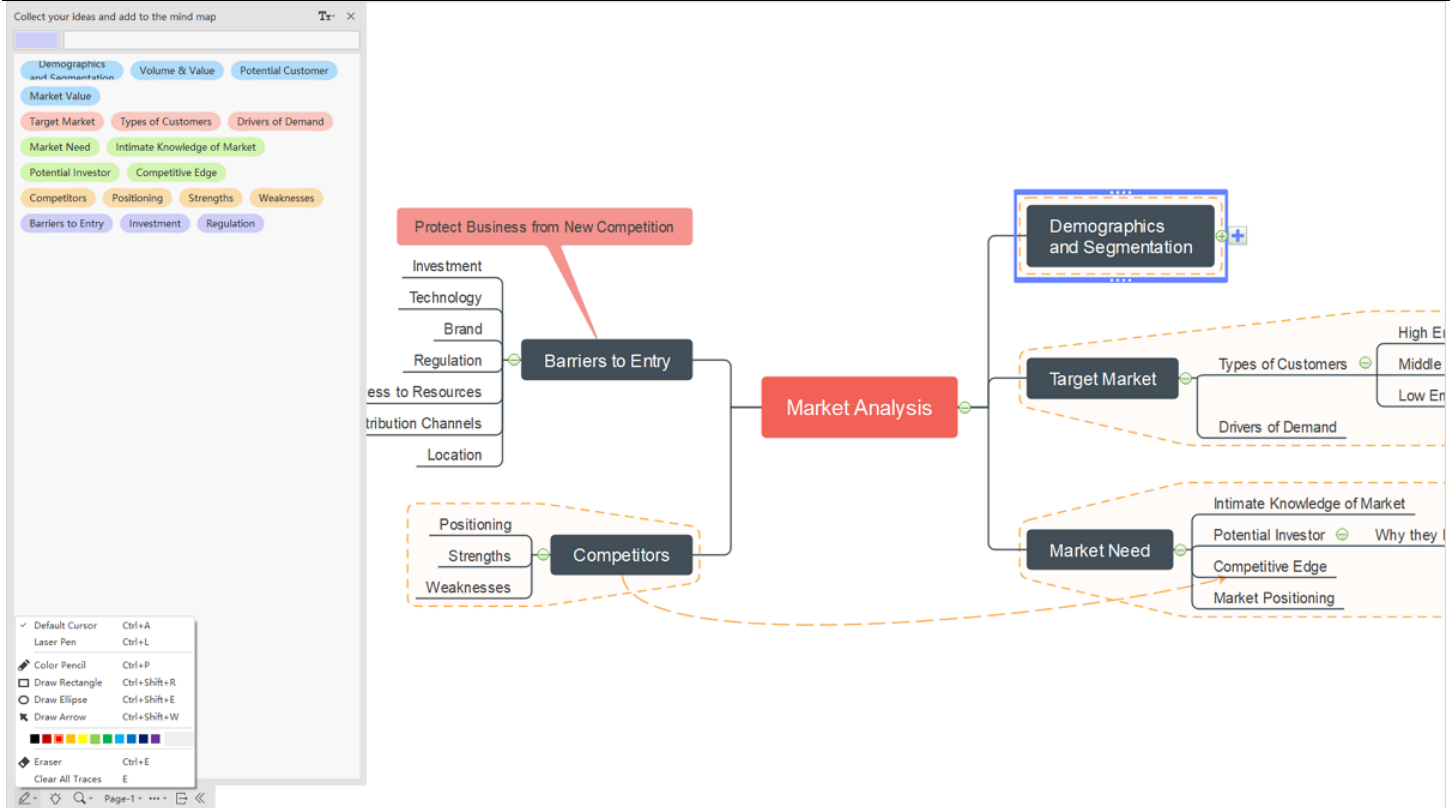 Collect your ideas and add to the mind map
Demographics
and Segmentation
Volume & Value
Potential Customer
Market Value
Target Market
Types of Customers
Drivers of Demand
Market Need
Intimate Knowledge of Market
Potential Investor
Competitive Edge
Competitors
Positioning
Strengths
Weaknesses
Barriers to Entry
Investment
Regulation
Default Cursor Ctrl+A
Laser Pen Ctrl+L
Color Pencil Ctrl+P
Draw Rectangle Ctrl+Shift+R
Draw Ellipse Ctrl+Shift+E
Draw Arrow Ctrl+Shift+W
Eraser Ctrl+E
Clear All Traces E
Page-1
Protect Business from New Competition
Investment
Technology
Brand
Regulation
ess to Resources
tribution Channels
Location
Barriers to Entry
Positioning
Strengths
Weaknesses
Competitors
Market Analysis
Demographics
and Segmentation
Target Market
Types of Customers
High E
Middle
Low En
Drivers of Demand
Market Need
Intimate Knowledge of Market
Potential Investor
Why they
Competitive Edge
Market Positioning